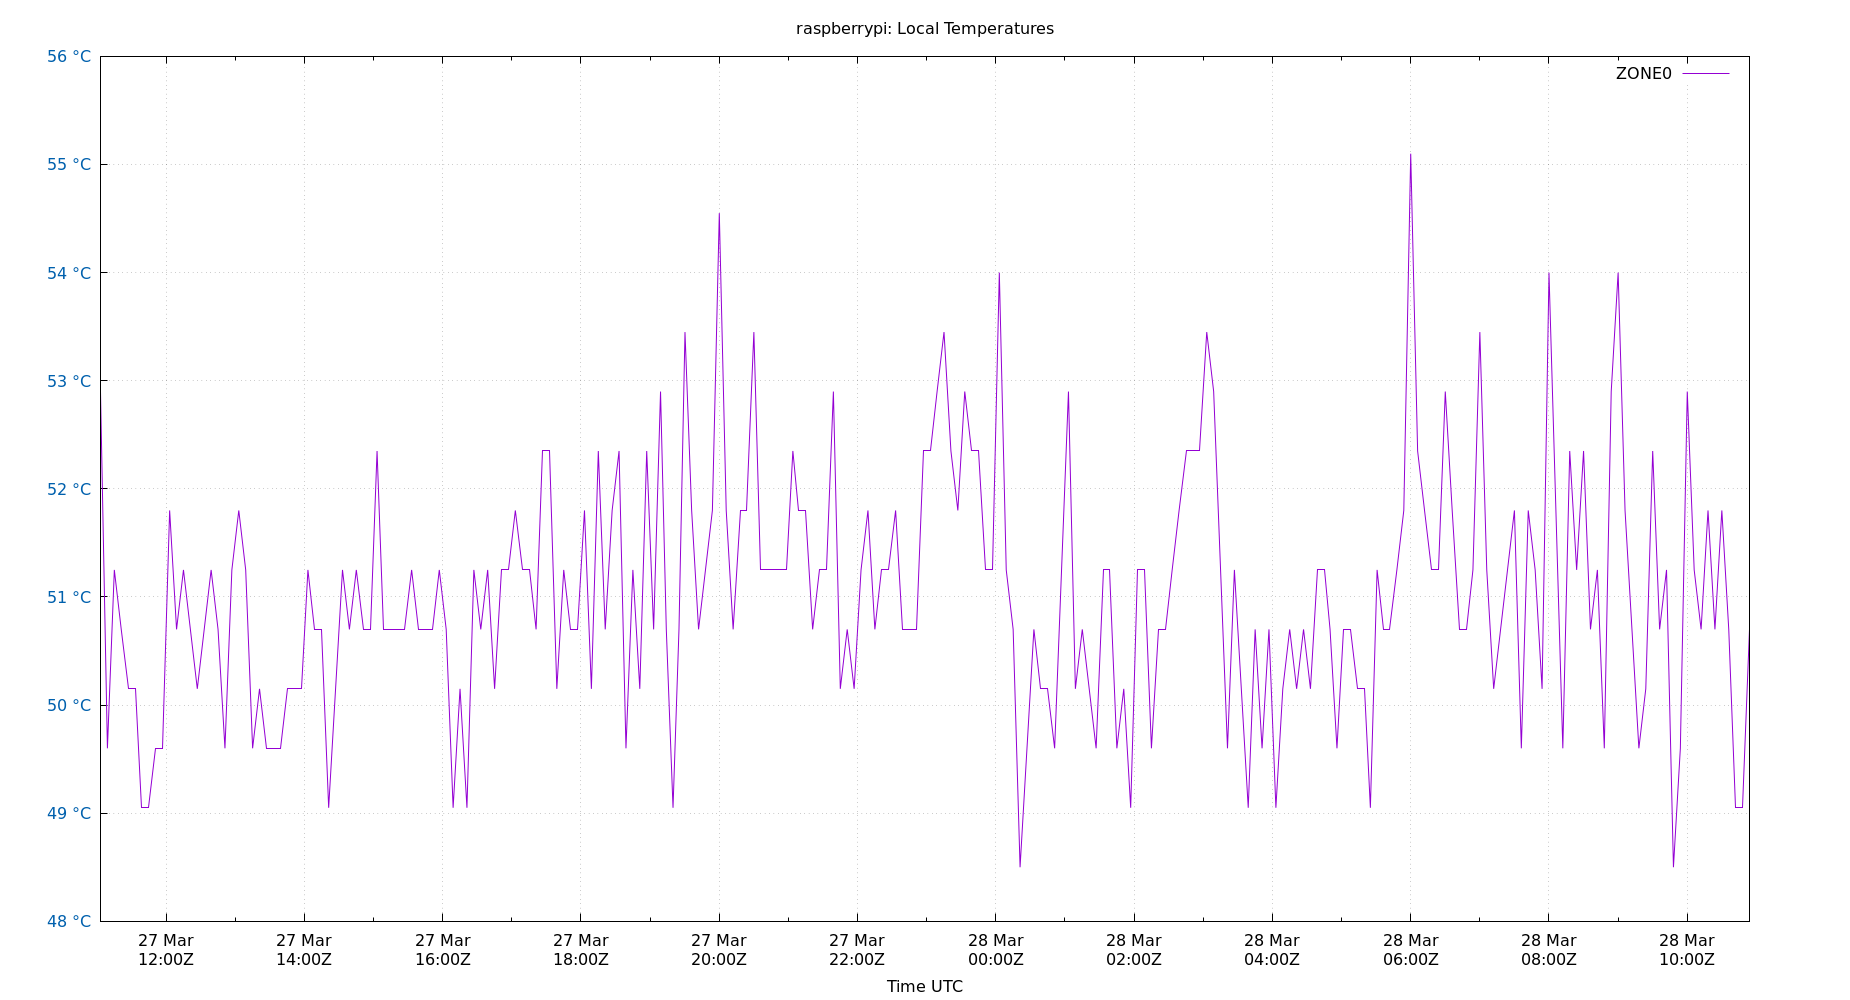 raspberrypi: Local Temperatures
56 °C
ZONE0
55 °C
54 °C
53 °C
52 °C
51 °C
50 °C
49 °C
48 °C
27 Mar 27 Mar 27 Mar 27 Mar 27 Mar 27 Mar 28 Mar 28 Mar 28 Mar 28 Mar 28 Mar 28 Mar
12:00Z 14:00Z 16:00Z 18:00Z 20:00Z 22:00Z 00:00Z 02:00Z 04:00Z 06:00Z 08:00Z 10:00Z
Time UTC